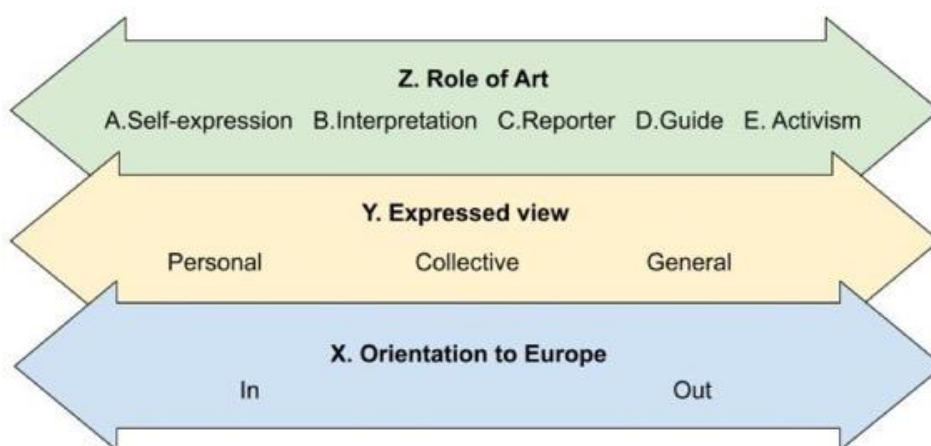 Z. Role of Art
A.Self-expression B.Interpretation C.Reporter D.Guide E. Activism
Y. Expressed view
Personal Collective General
X. Orientation to Europe
In Out